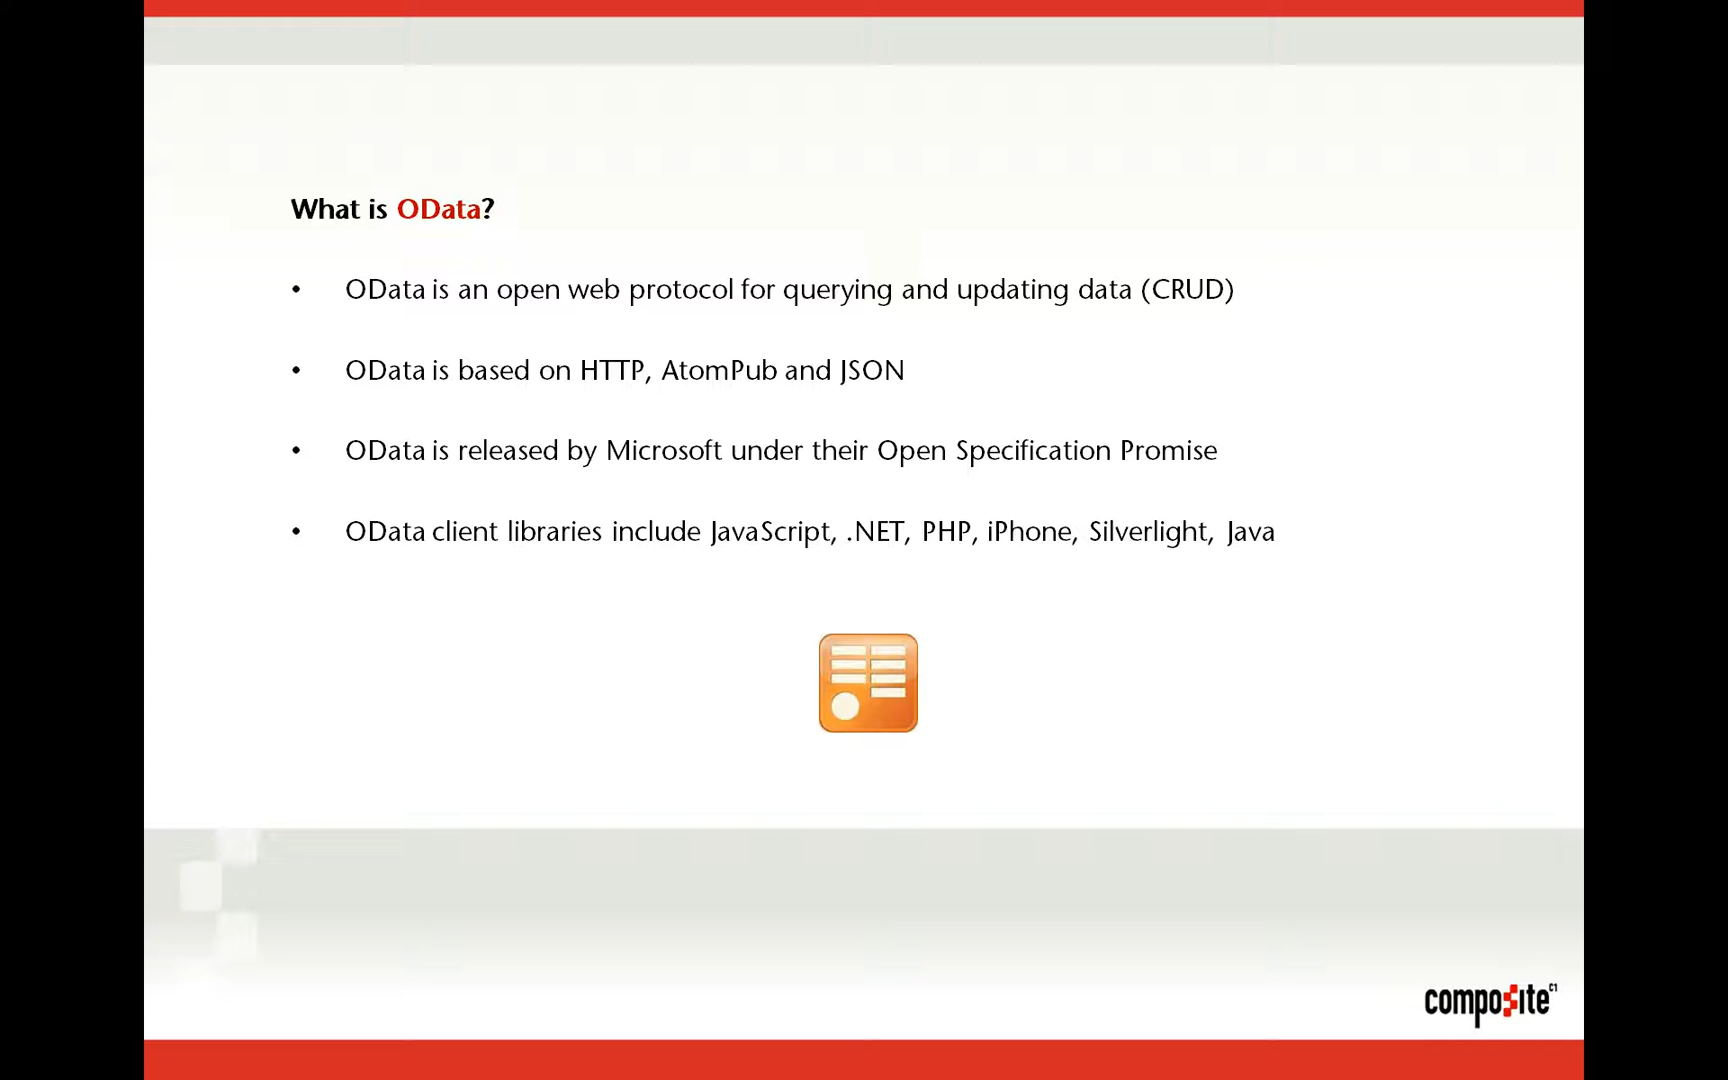 What is OData?
• OData is an open web protocol for querying and updating data (CRUD)
• OData is based on HTTP, AtomPub and JSON
• OData is released by Microsoft under their Open Specification Promise
• OData client libraries include JavaScript, .NET, PHP, iPhone, Silverlight, Java
composite C1